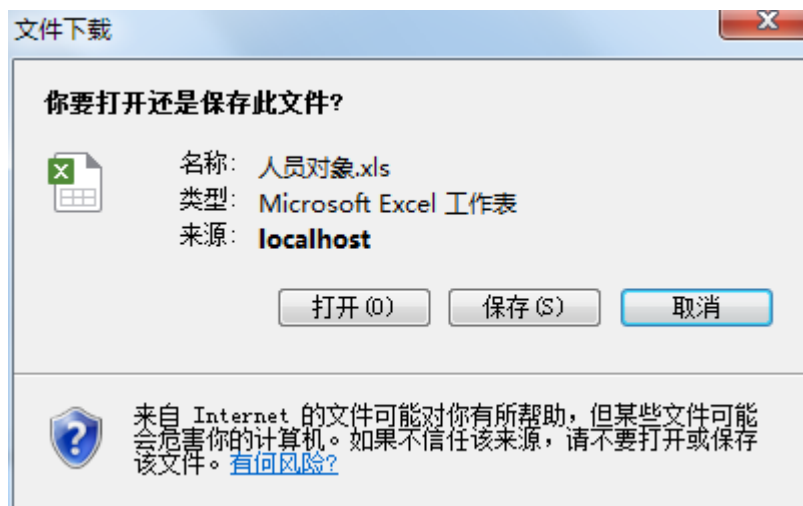 文件下载
你要打开还是保存此文件?
名称: 人员对象.xls
类型: Microsoft Excel 工作表
来源: localhost
打开(O) 保存(S) 取消
来自 Internet 的文件可能对你有所帮助，但某些文件可能
会危害你的计算机。如果不信任该来源，请不要打开或保存
该文件。有何风险?